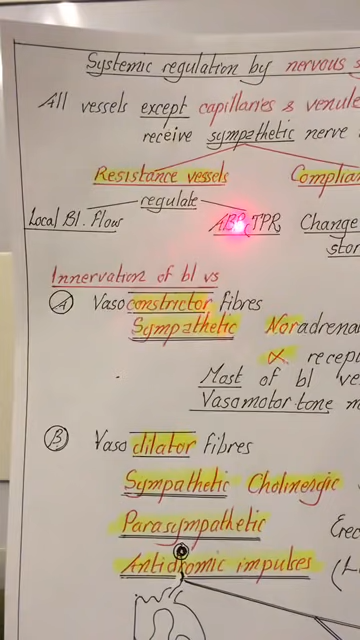 Systemic regulation by nervous s
All vessels except capillaries & venule
receive sympathetic nerve
Resistance vessels Complian
regulate
Local Bl. flow ABP, TPR Change
stor
Innervation of bl vs
A Vasoconstrictor fibres
Sympathetic Noradrena
α recep
Most of bl ve
Vasomotor tone m
B Vasodilator fibres
Sympathetic Cholinergic
Parasympathetic Erec
Antidromic impulses (L